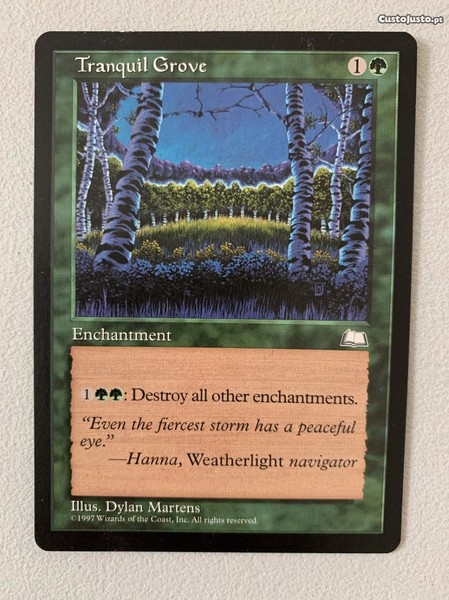 CustoJusto.pt
Tranquil Grove 1
Enchantment
1: Destroy all other enchantments.
"Even the fiercest storm has a peaceful
eye."
—Hanna, Weatherlight navigator
Illus. Dylan Martens
©1997 Wizards of the Coast, Inc. All rights reserved.